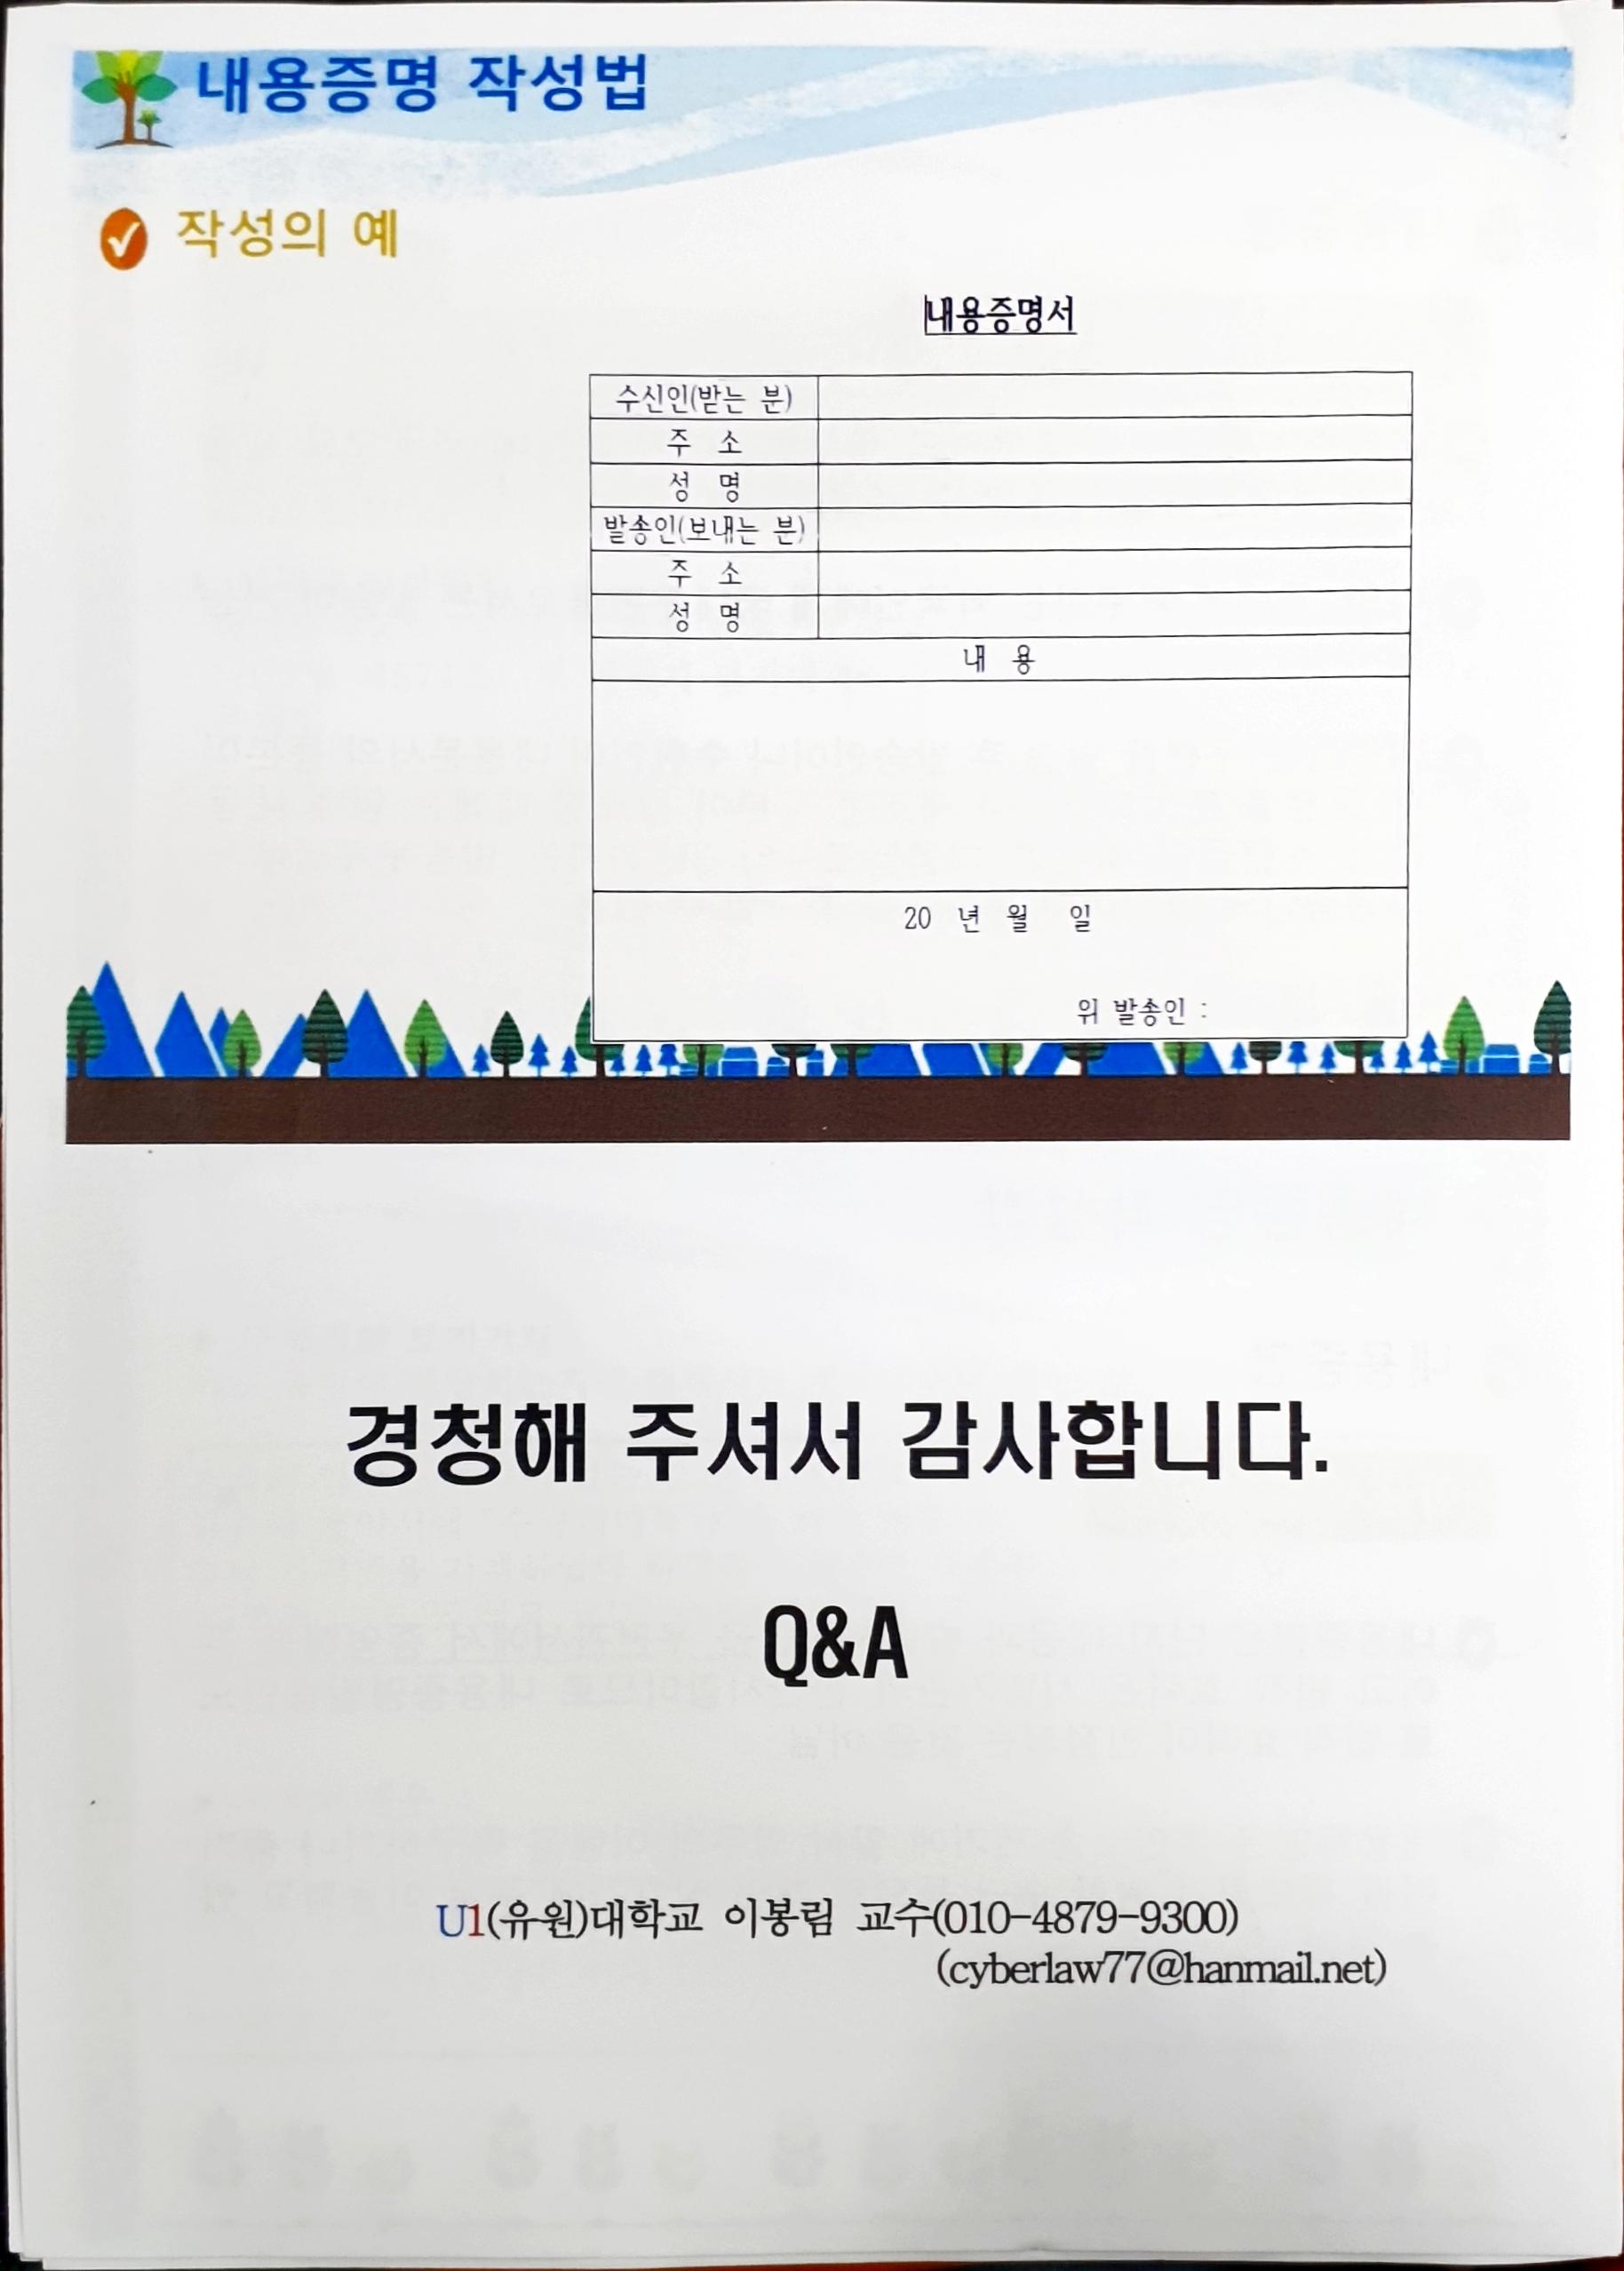 내용증명 작성법
작성의 예
내용증명서
수신인(받는 분)
주 소
성 명
발송인(보내는 분)
주 소
성 명
내 용
20 년 월 일
위 발송인 :
경청해 주셔서 감사합니다.
Q&A
U1(유원)대학교 이봉림 교수(010-4879-9300)
(cyberlaw77@hanmail.net)